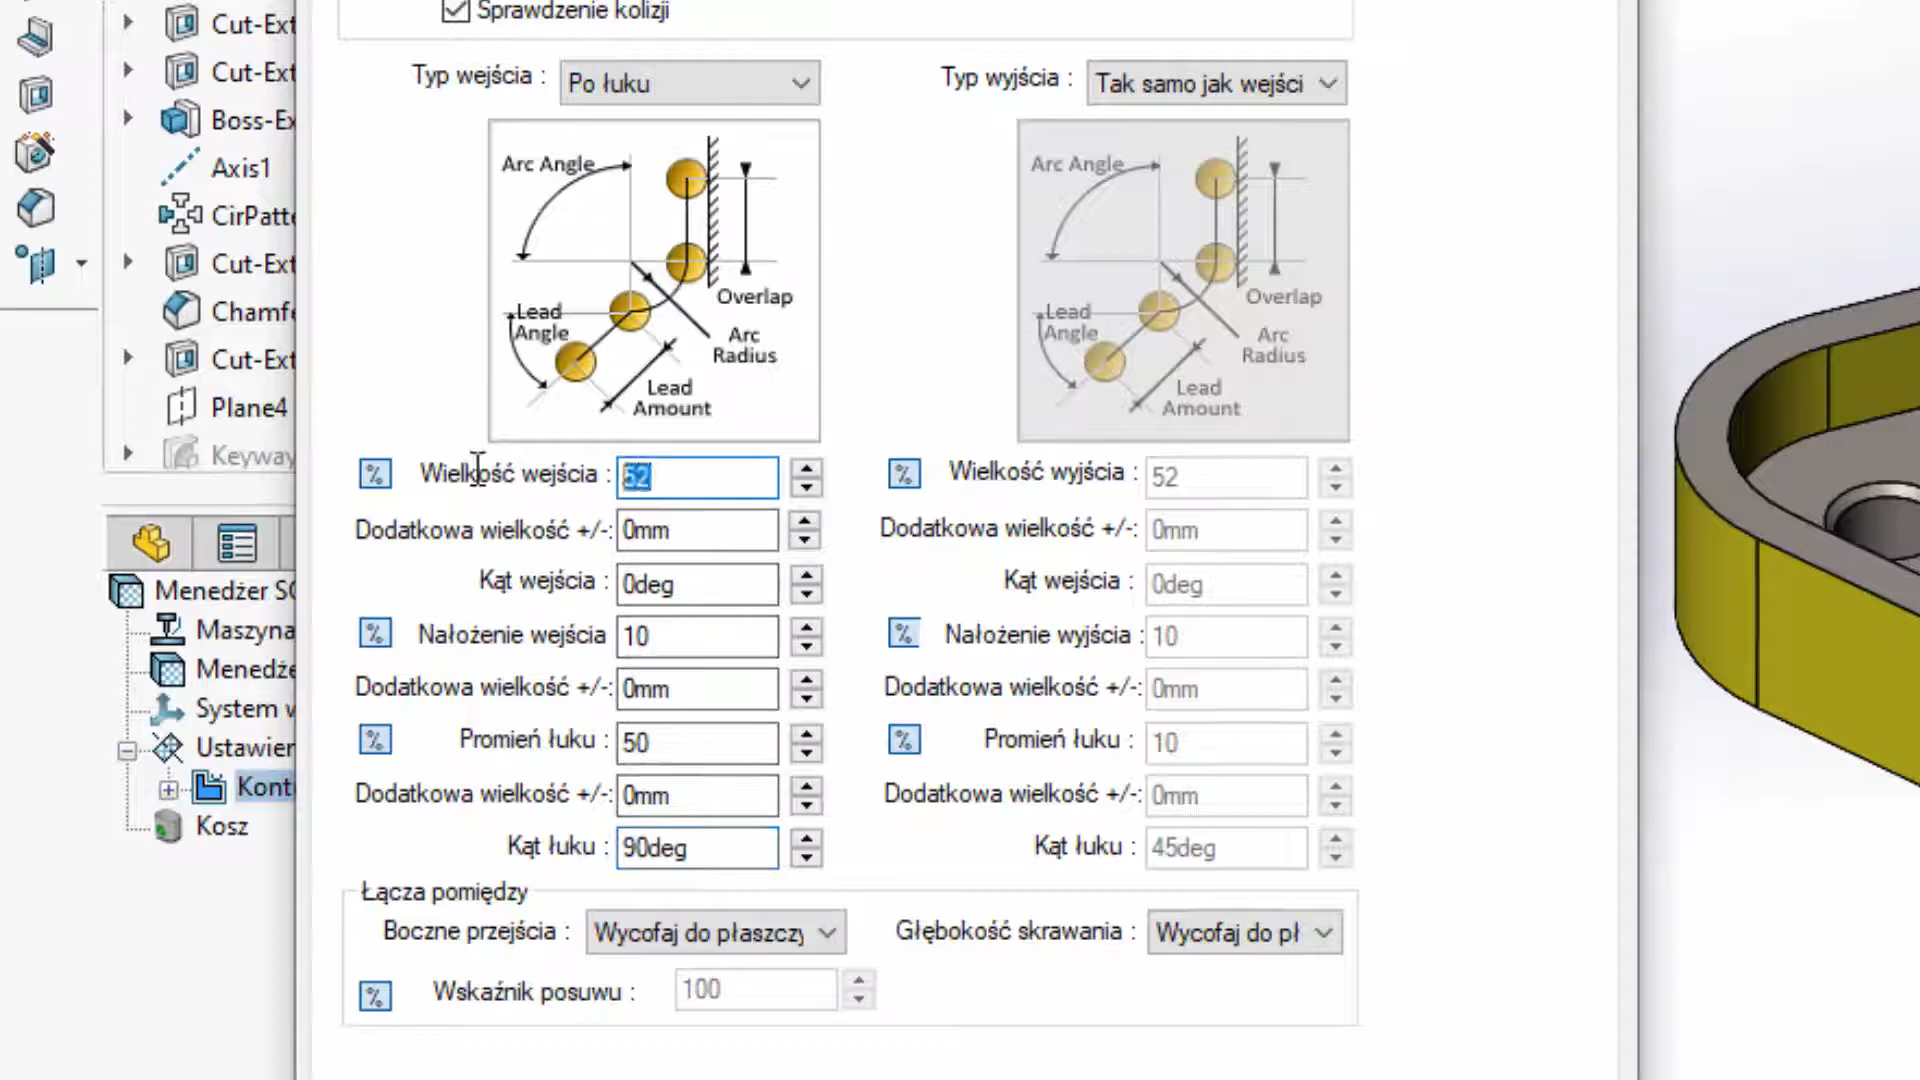 Sprawdzenie kolizji
Cut-Ext
Cut-Ext
Boss-Ex
Axis1
CirPatte
Cut-Ext
Chamfe
Cut-Ext
Plane4
Keyway
Menedżer SO
Maszyna
Menedże
System w
Ustawien
Kont
Kosz
Typ wejścia : Po łuku
Typ wyjścia : Tak samo jak wejści
Arc Angle
Lead
Angle
Overlap
Arc
Radius
Lead
Amount
Arc Angle
Lead
Angle
Overlap
Arc
Radius
Lead
Amount
% Wielkość wejścia : 52
% Wielkość wyjścia : 52
Dodatkowa wielkość +/-: 0mm
Dodatkowa wielkość +/-: 0mm
Kąt wejścia : 0deg
Kąt wejścia : 0deg
% Nałożenie wejścia 10
% Nałożenie wyjścia : 10
Dodatkowa wielkość +/-: 0mm
Dodatkowa wielkość +/-: 0mm
% Promień łuku : 50
% Promień łuku : 10
Dodatkowa wielkość +/-: 0mm
Dodatkowa wielkość +/-: 0mm
Kąt łuku : 90deg
Kąt łuku : 45deg
Łącza pomiędzy
Boczne przejścia : Wycofaj do płaszczy
Głębokość skrawania : Wycofaj do pł
% Wskaźnik posuwu : 100